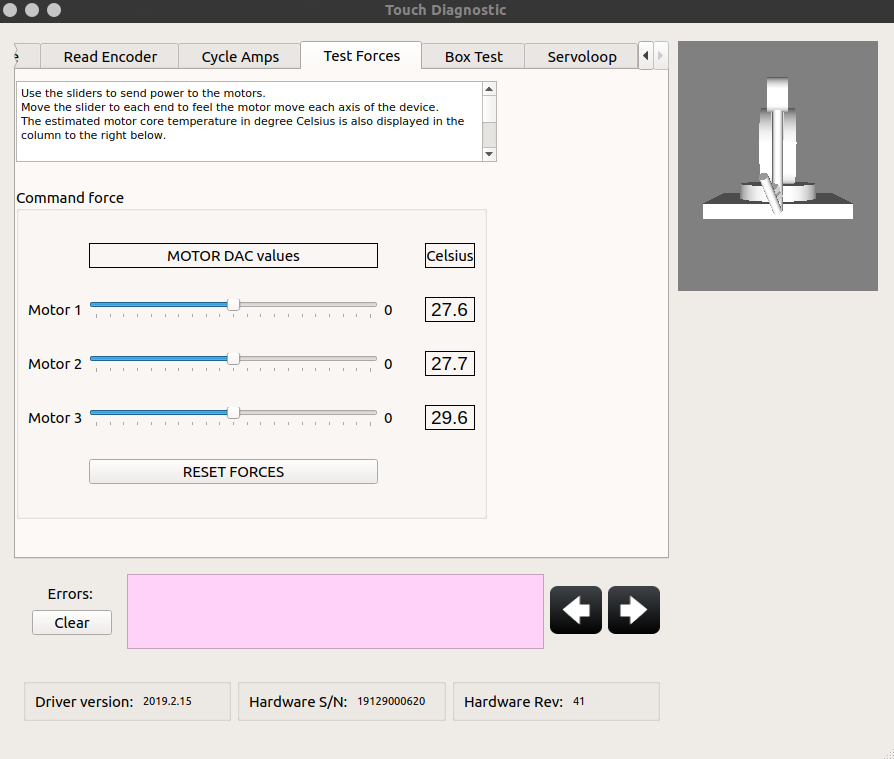 Touch Diagnostic
e
Read Encoder
Cycle Amps
Test Forces
Box Test
Servoloop
Use the sliders to send power to the motors.
Move the slider to each end to feel the motor move each axis of the device.
The estimated motor core temperature in degree Celsius is also displayed in the
column to the right below.
Command force
MOTOR DAC values
Celsius
Motor 1
0
27.6
Motor 2
0
27.7
Motor 3
0
29.6
RESET FORCES
Errors:
Clear
Driver version: 2019.2.15
Hardware S/N: 19129000620
Hardware Rev: 41